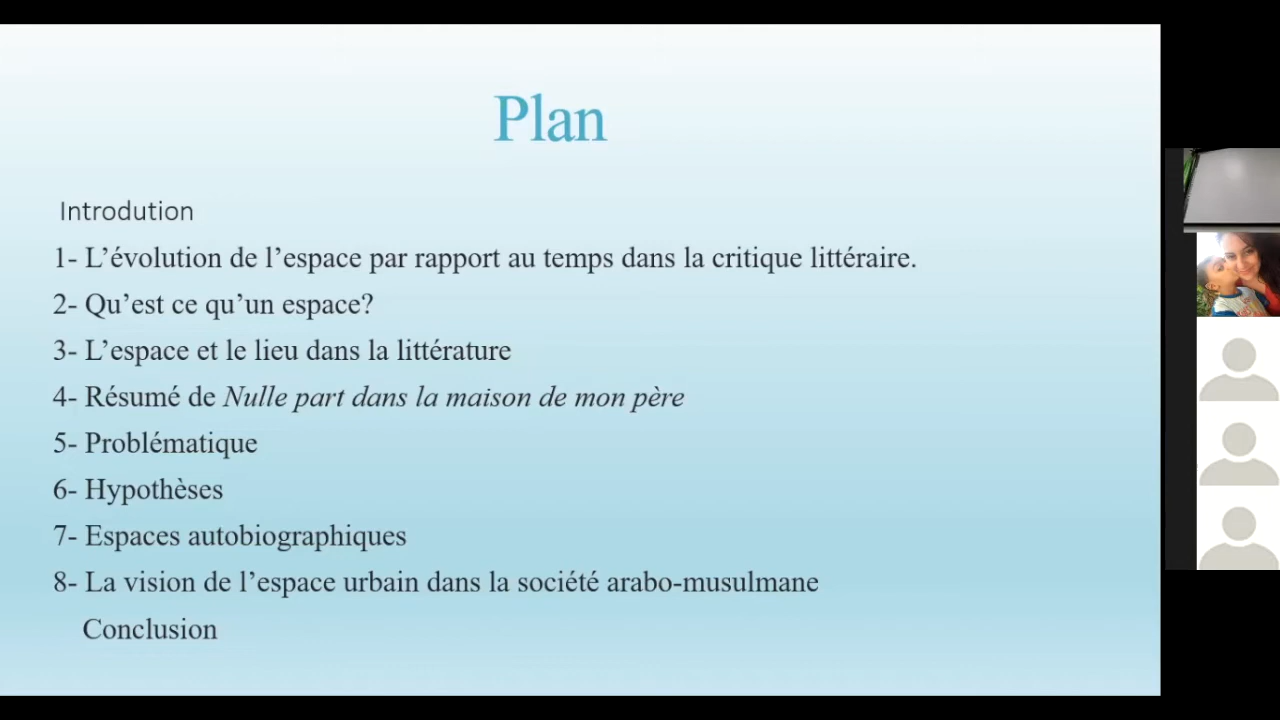 Plan
Introdution
1- L’évolution de l’espace par rapport au temps dans la critique littéraire.
2- Qu’est ce qu’un espace?
3- L’espace et le lieu dans la littérature
4- Résumé de Nulle part dans la maison de mon père
5- Problématique
6- Hypothèses
7- Espaces autobiographiques
8- La vision de l’espace urbain dans la société arabo-musulmane
Conclusion